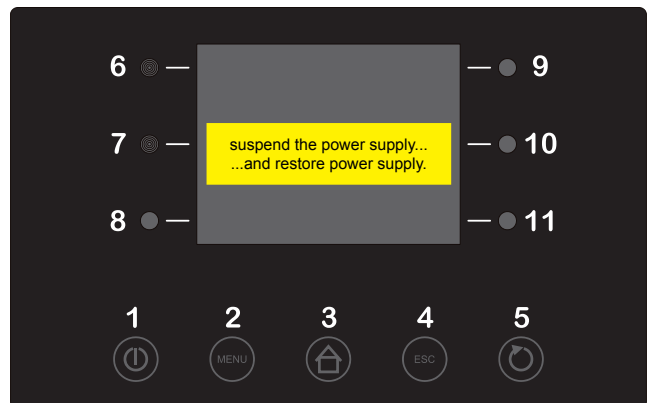 6
9
suspend the power supply...
...and restore power supply.
7
10
8
11
1
2
3
4
5
MENU
ESC